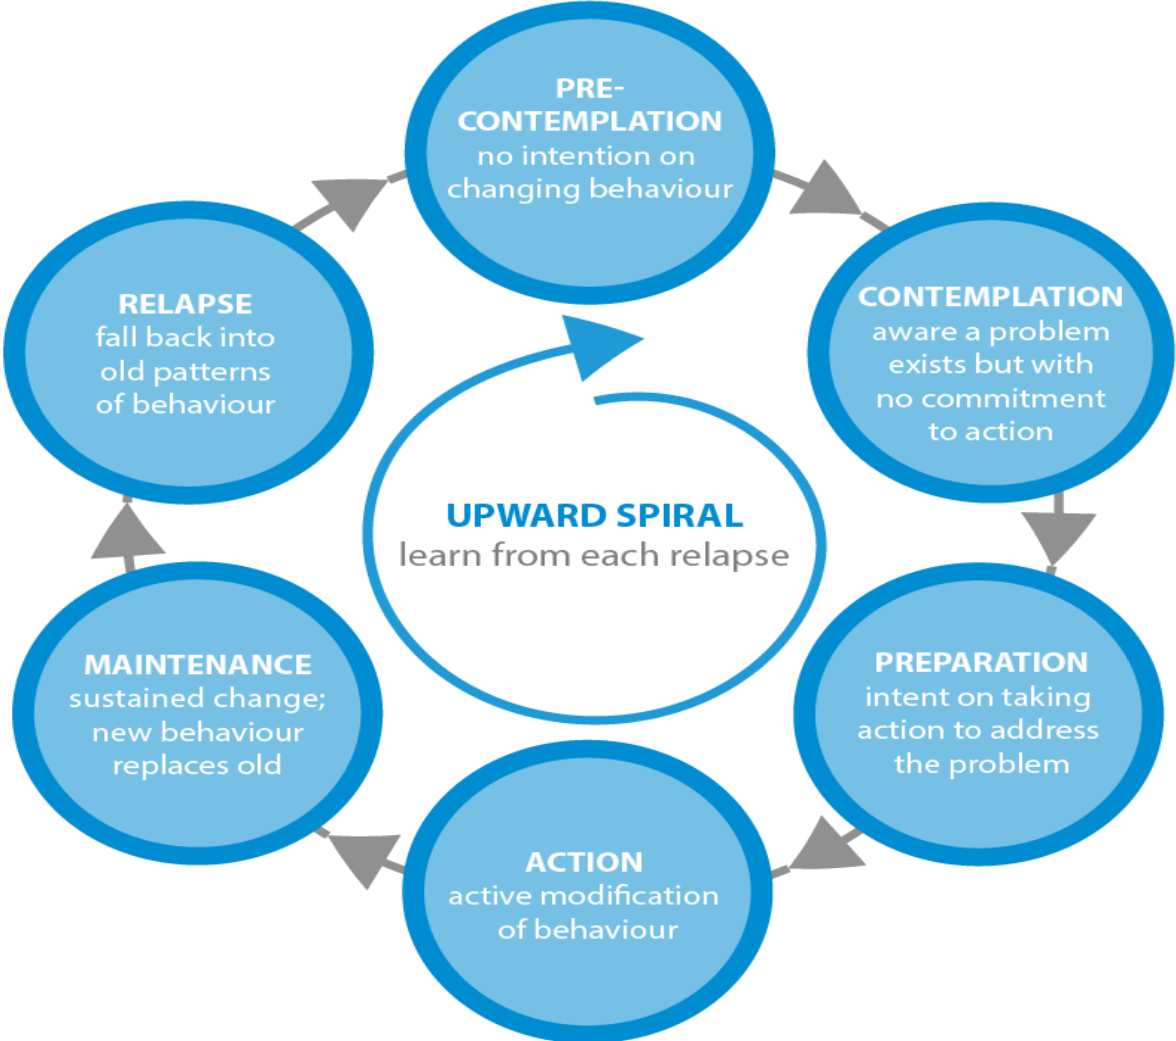 PRE-
CONTEMPLATION
no intention on
changing behaviour
CONTEMPLATION
aware a problem
exists but with
no commitment
to action
PREPARATION
intent on taking
action to address
the problem
ACTION
active modification
of behaviour
MAINTENANCE
sustained change;
new behaviour
replaces old
RELAPSE
fall back into
old patterns
of behaviour
UPWARD SPIRAL
learn from each relapse